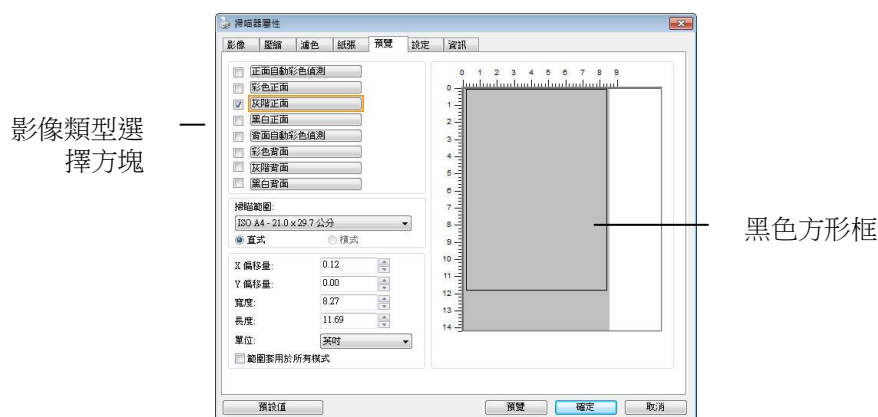 掃瞄器屬性
影像 壓縮 濾色 紙張 預覽 設定 資訊
正面自動彩色偵測
彩色正面
灰階正面
黑白正面
背面自動彩色偵測
彩色背面
灰階背面
黑白背面
掃瞄範圍:
ISO A4 - 21.0 x 29.7 公分
直式 橫式
X 偏移量: 0.12
Y 偏移量: 0.00
寬度: 8.27
長度: 11.69
單位: 英吋
範圍套用於所有模式
0 1 2 3 4 5 6 7 8 9
0
1
2
3
4
5
6
7
8
9
10
11
12
13
14
預設值 預覽 確定 取消
影像類型選
擇方塊
黑色方形框